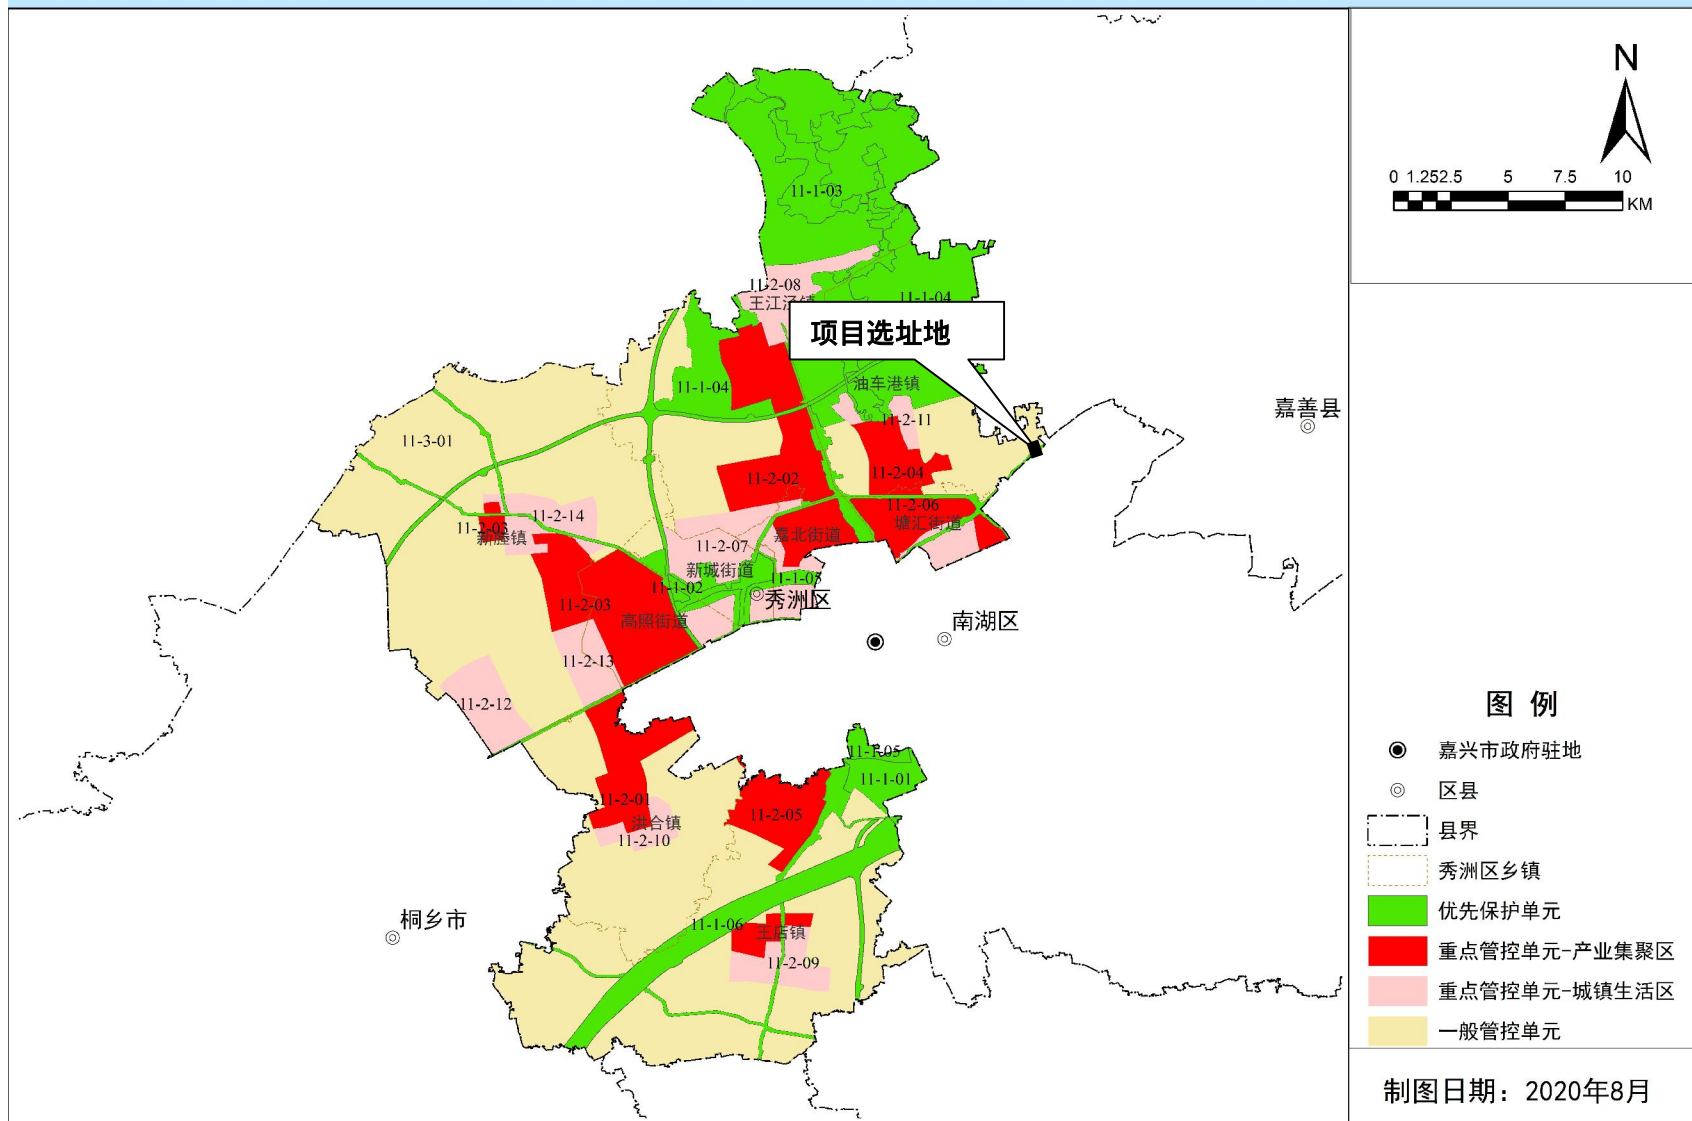 N
0 1.25 2.5 5 7.5 10
KM
11-1-03
11-2-08
王江泾镇
11-1-04
项目选址地
11-1-04
油车港镇
11-2-11
嘉善县
11-3-01
11-2-02
11-2-04
11-2-06
塘汇街道
11-2-14
11-2-03
新塍镇
嘉北街道
11-2-07
新城街道
11-1-05
11-1-02
秀洲区
11-2-03
高照街道
南湖区
11-2-13
11-2-12
11-1-05
11-1-01
11-2-01
11-2-05
洪合镇
11-2-10
桐乡市
11-1-06
王店镇
11-2-09
图 例
嘉兴市政府驻地
区县
县界
秀洲区乡镇
优先保护单元
重点管控单元-产业集聚区
重点管控单元-城镇生活区
一般管控单元
制图日期：2020年8月